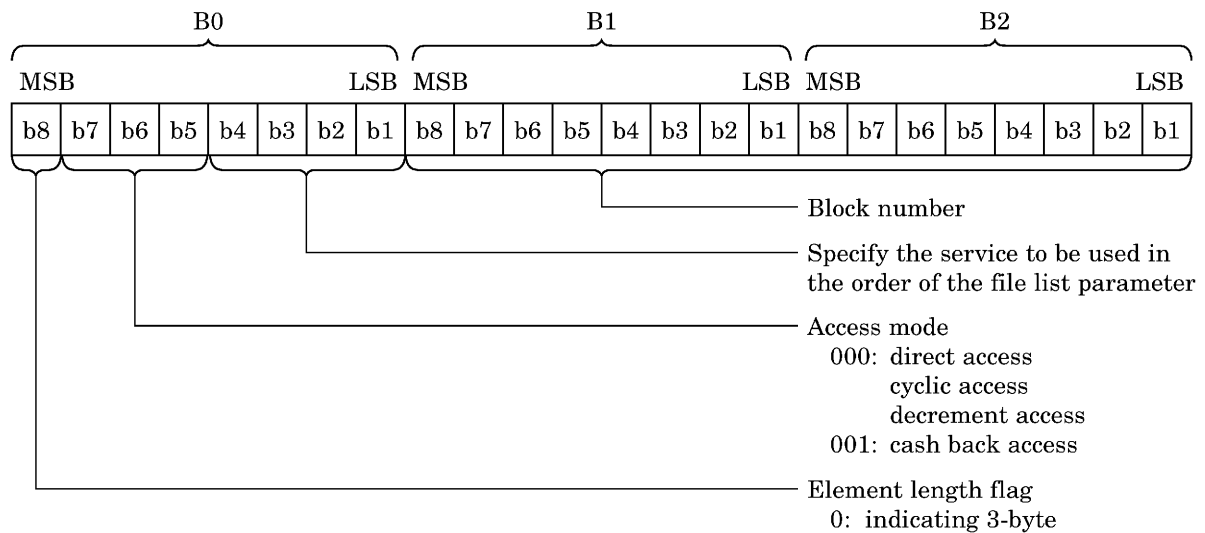 B0 B1 B2
MSB LSB MSB LSB MSB LSB
b8 b7 b6 b5 b4 b3 b2 b1 b8 b7 b6 b5 b4 b3 b2 b1 b8 b7 b6 b5 b4 b3 b2 b1
Block number
Specify the service to be used in
the order of the file list parameter
Access mode
000: direct access
cyclic access
decrement access
001: cash back access
Element length flag
0: indicating 3-byte